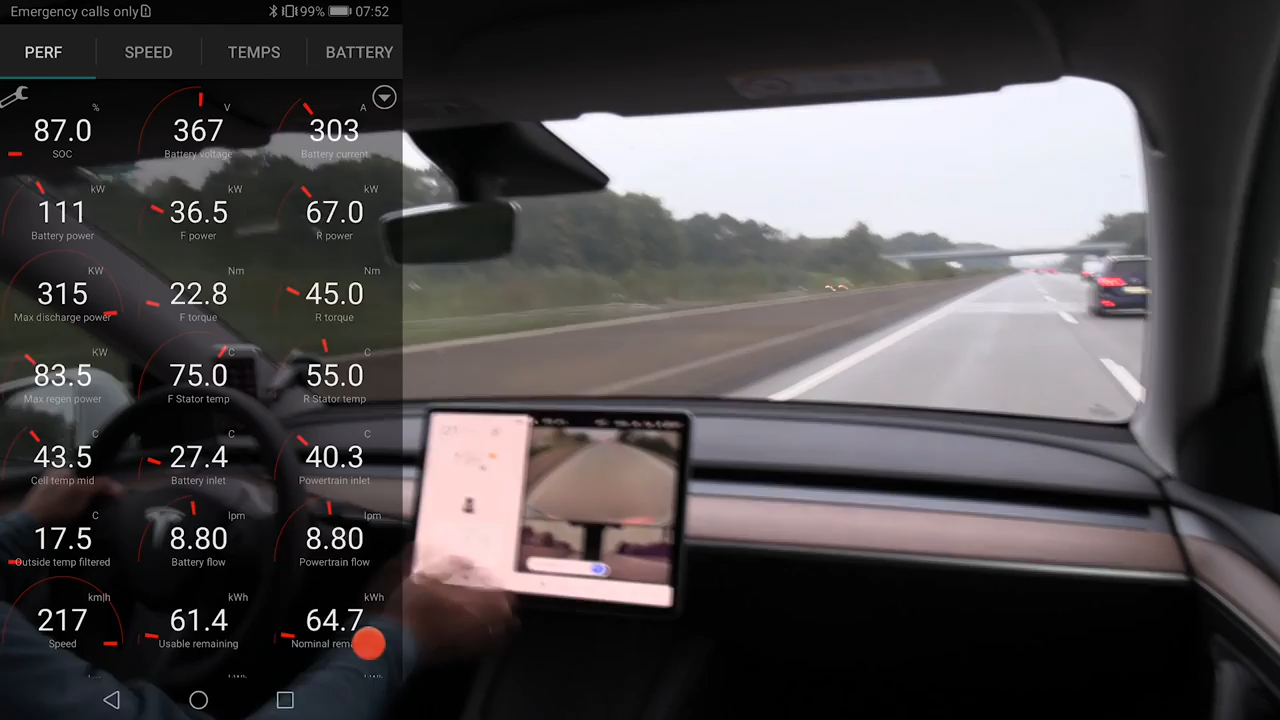 Emergency calls only 99% 07:52
PERF SPEED TEMPS BATTERY
% V A
87.0 367 303
SOC Battery voltage Battery current
kW kW kW
111 36.5 67.0
Battery power F power R power
KW Nm Nm
315 22.8 45.0
Max discharge power F torque R torque
KW C C
83.5 75.0 55.0
Max regen power F Stator temp R Stator temp
C C C
43.5 27.4 40.3
Cell temp mid Battery inlet Powertrain inlet
C lpm lpm
17.5 8.80 8.80
Outside temp filtered Battery flow Powertrain flow
km|h kWh kWh
217 61.4 64.7
Speed Usable remaining Nominal